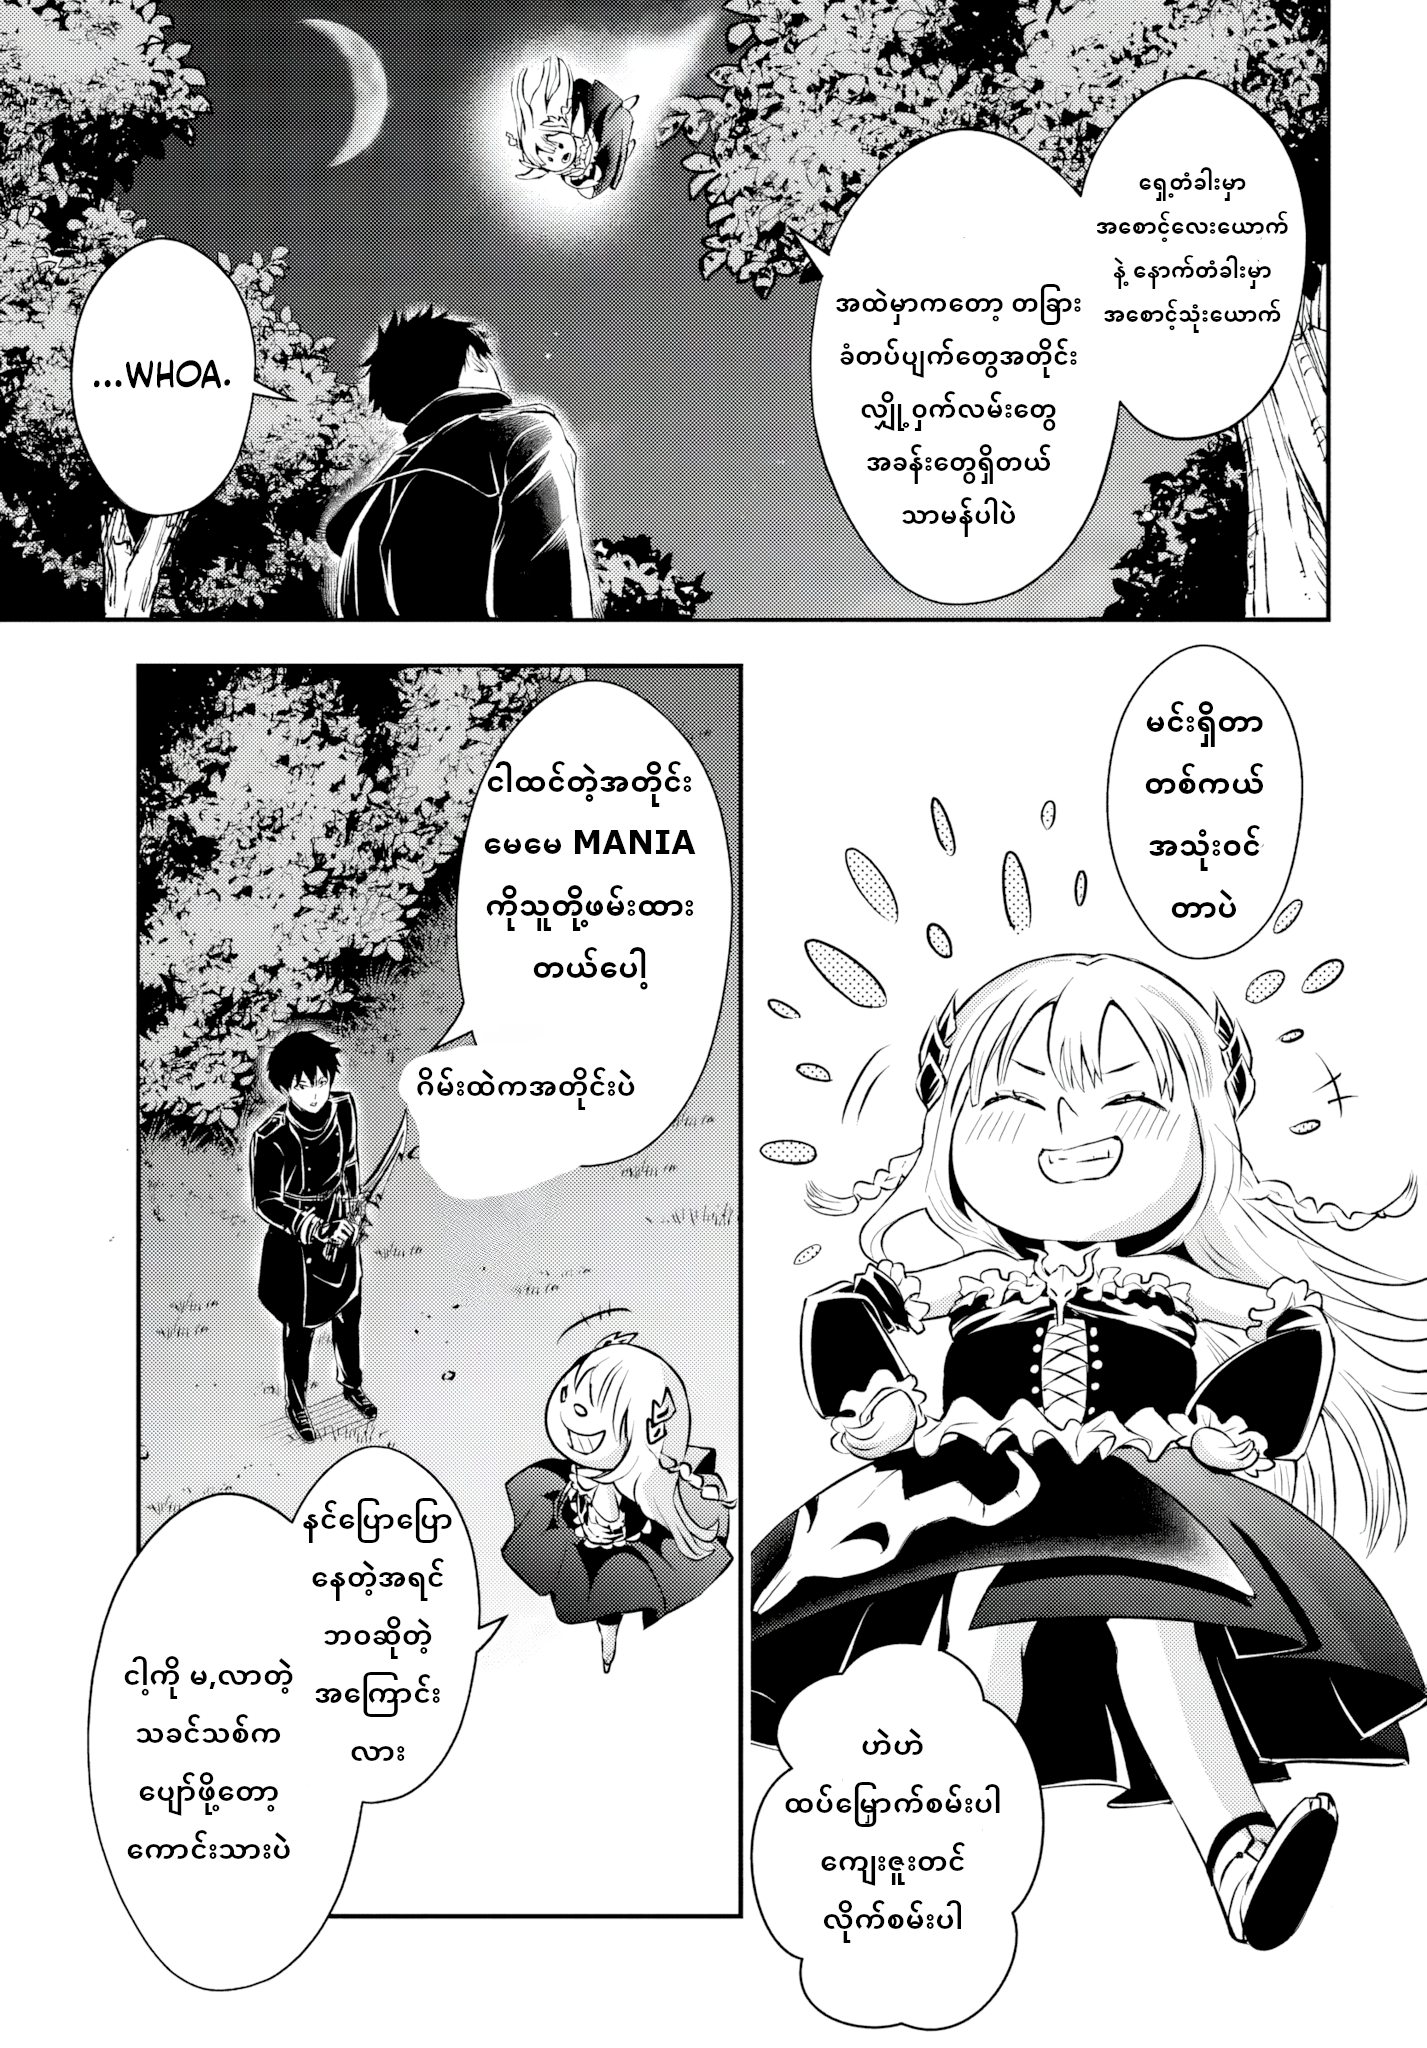 ရှေ့တံခါးမှာ
အစောင့်လေးယောက်
နဲ့ နောက်တံခါးမှာ
အစောင့်သုံးယောက်
အထဲမှာကတော့ တခြား
ခံတပ်ပျက်တွေအတိုင်း
လျှို့ဝှက်လမ်းတွေ
အခန်းတွေရှိတယ်
သာမန်ပါပဲ
...WHOA.
မင်းရှိတာ
တစ်ကယ်
အသုံးဝင်
တာပဲ
ဟဲဟဲ
ထပ်မြှောက်စမ်းပါ
ကျေးဇူးတင်
လိုက်စမ်းပါ
ငါထင်တဲ့အတိုင်း
မေမေ MANIA
ကိုသူတို့ဖမ်းထား
တယ်ပေါ့
ဂိမ်းထဲကအတိုင်းပဲ
နင်ပြောပြော
နေတဲ့အရင်
ဘဝဆိုတဲ့
အကြောင်း
လား
ငါ့ကို မ,လာတဲ့
သခင်သစ်က
ပျော်ဖို့တော့
ကောင်းသားပဲ